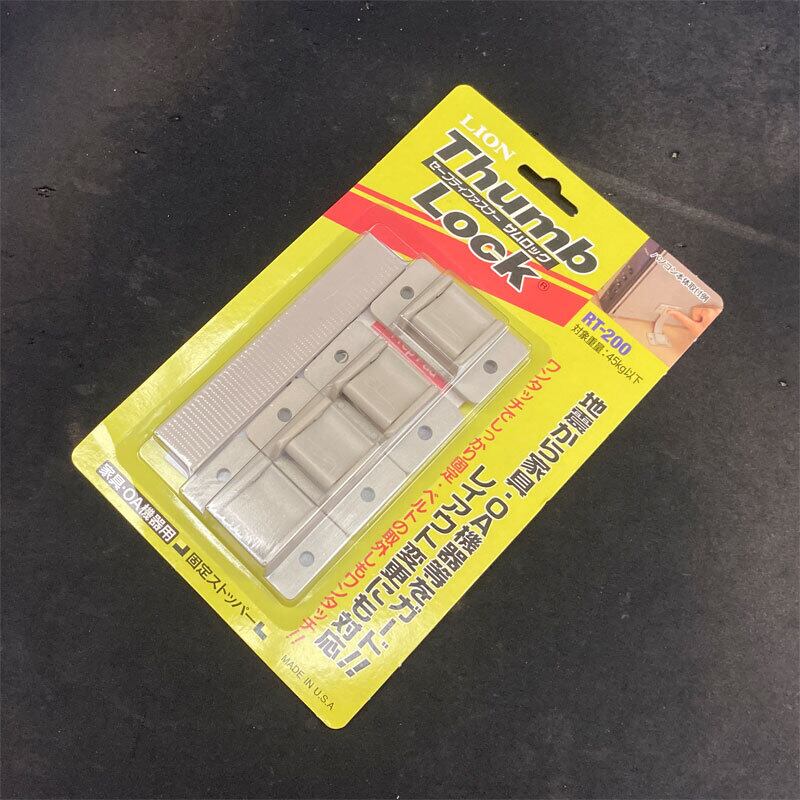 LION
Thumb
セーフティファスナー サムロック
Lock®
パソコン本体取付例
RT-200
対象重量:45kg以下
地震から家具・OA機器等をガード
レイアウト変更にも対応!!
ワンタッチでしっかり固定・ベルトの取外しもワンタッチ!!
家具・OA機器用
固定ストッパー
MADE IN U.S.A